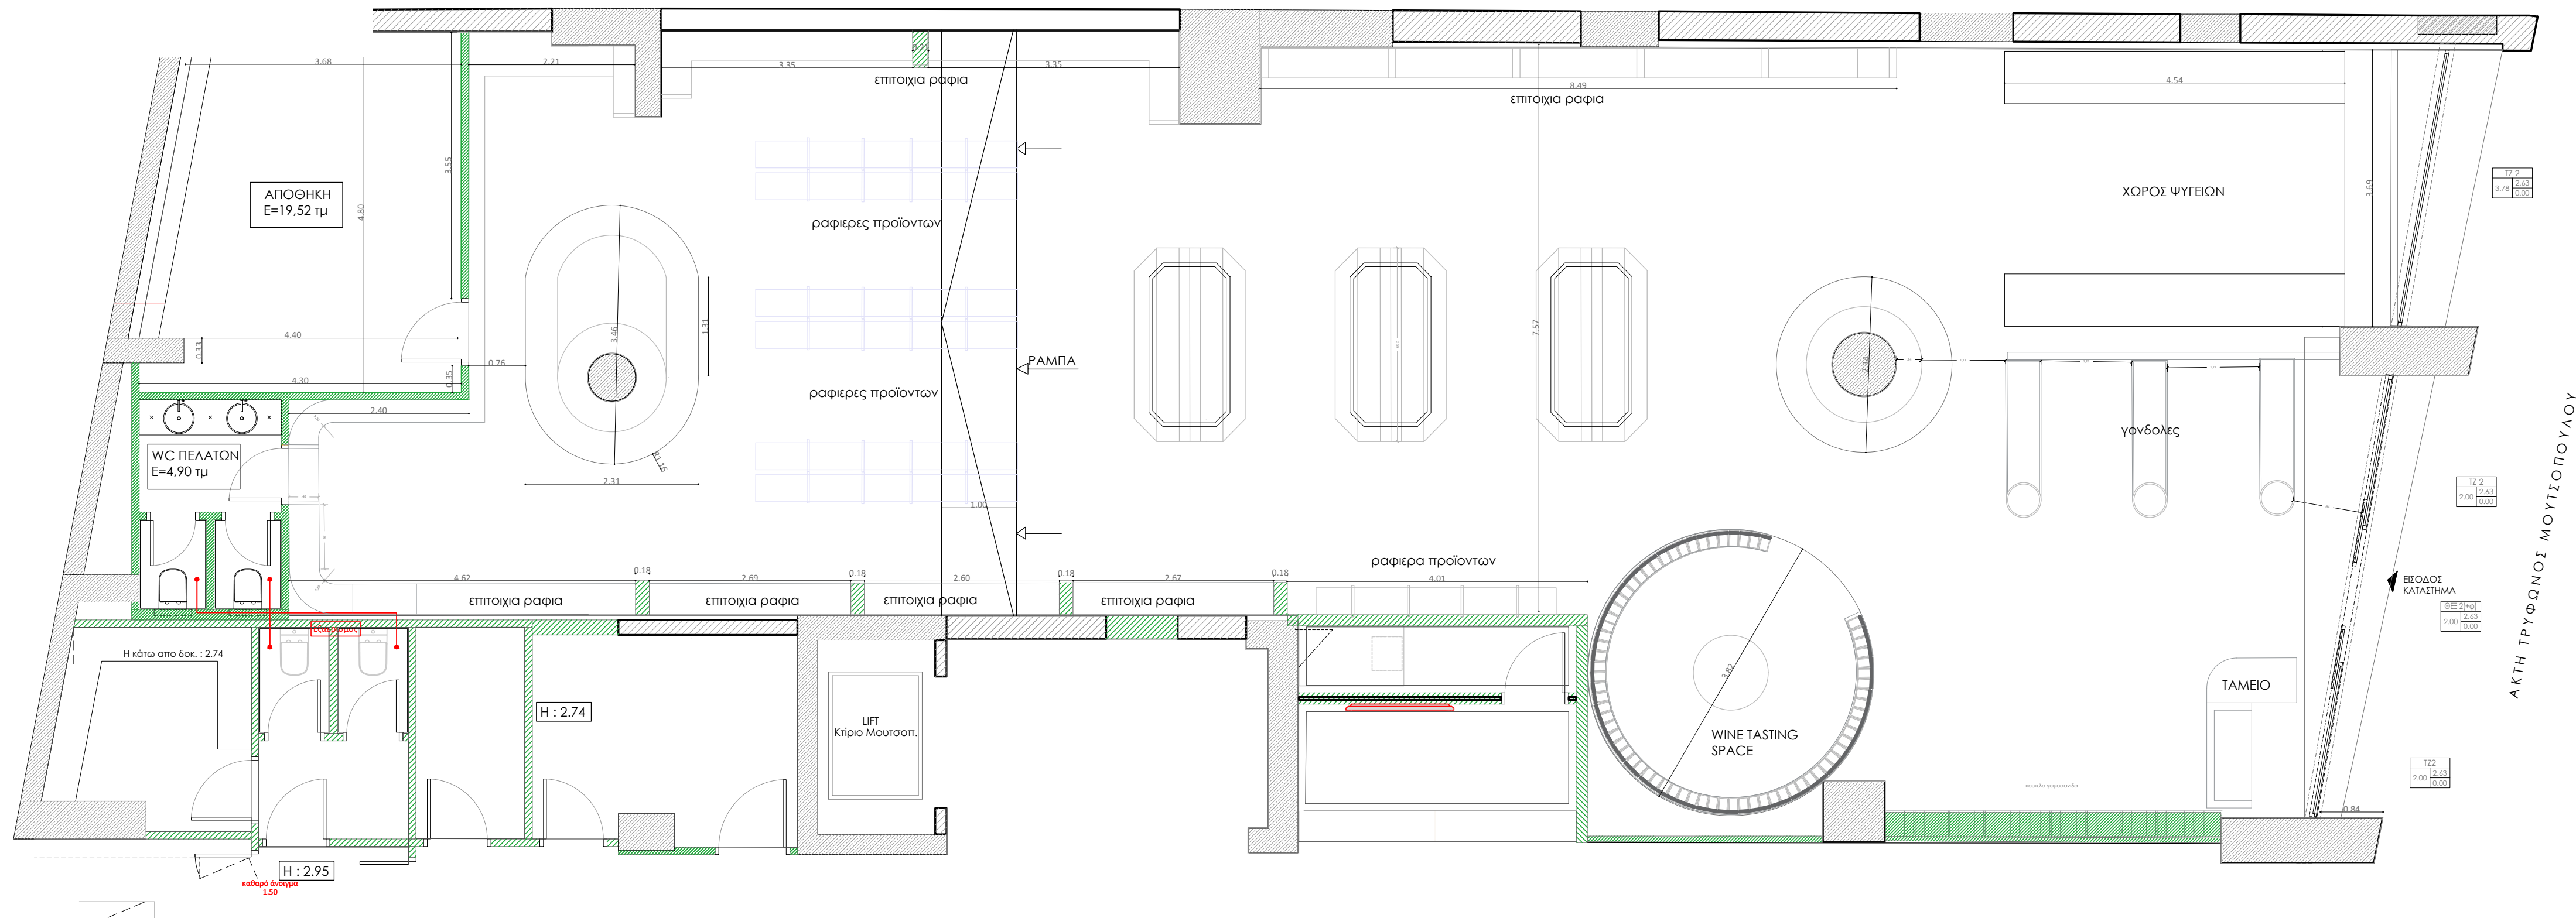 3.68
2.21
3.35
3.35
επιτοιχια ραφια
8.49
επιτοιχια ραφια
4.54
3.55
ΑΠΟΘΗΚΗ
Ε=19,52 τμ
4.80
ραφιερες προϊοντων
ΧΩΡΟΣ ΨΥΓΕΙΩΝ
3.69
ΤΖ 2
3.78
2.63
0.00
4.40
0.33
3.46
1.31
7.57
0.76
ΡΑΜΠΑ
2.34
4.30
0.35
ραφιερες προϊοντων
2.40
γονδολες
WC ΠΕΛΑΤΩΝ
Ε=4,90 τμ
R1.16
2.31
1.00
ΤΖ 2
2.00
2.63
0.00
ΑΚΤΗ ΤΡΥΦΩΝΟΣ ΜΟΥΤΣΟΠΟΥΛΟΥ
ραφιερα προϊοντων
4.62
0.18
2.69
0.18
2.60
0.18
2.67
0.18
4.01
επιτοιχια ραφια
επιτοιχια ραφια
επιτοιχια ραφια
επιτοιχια ραφια
ΕΙΣΟΔΟΣ
ΚΑΤΑΣΤΗΜΑ
ΘΕΞ 2(+φ)
2.00
2.63
0.00
Εξαερισμός
Η κάτω απο δοκ. : 2.74
3.82
ΤΑΜΕΙΟ
Η : 2.74
LIFT
Κτίριο Μουτσοπ.
WINE TASTING
SPACE
ΤΖ2
2.00
2.63
0.00
0.84
Η : 2.95
καθαρό άνοιγμα
1.50